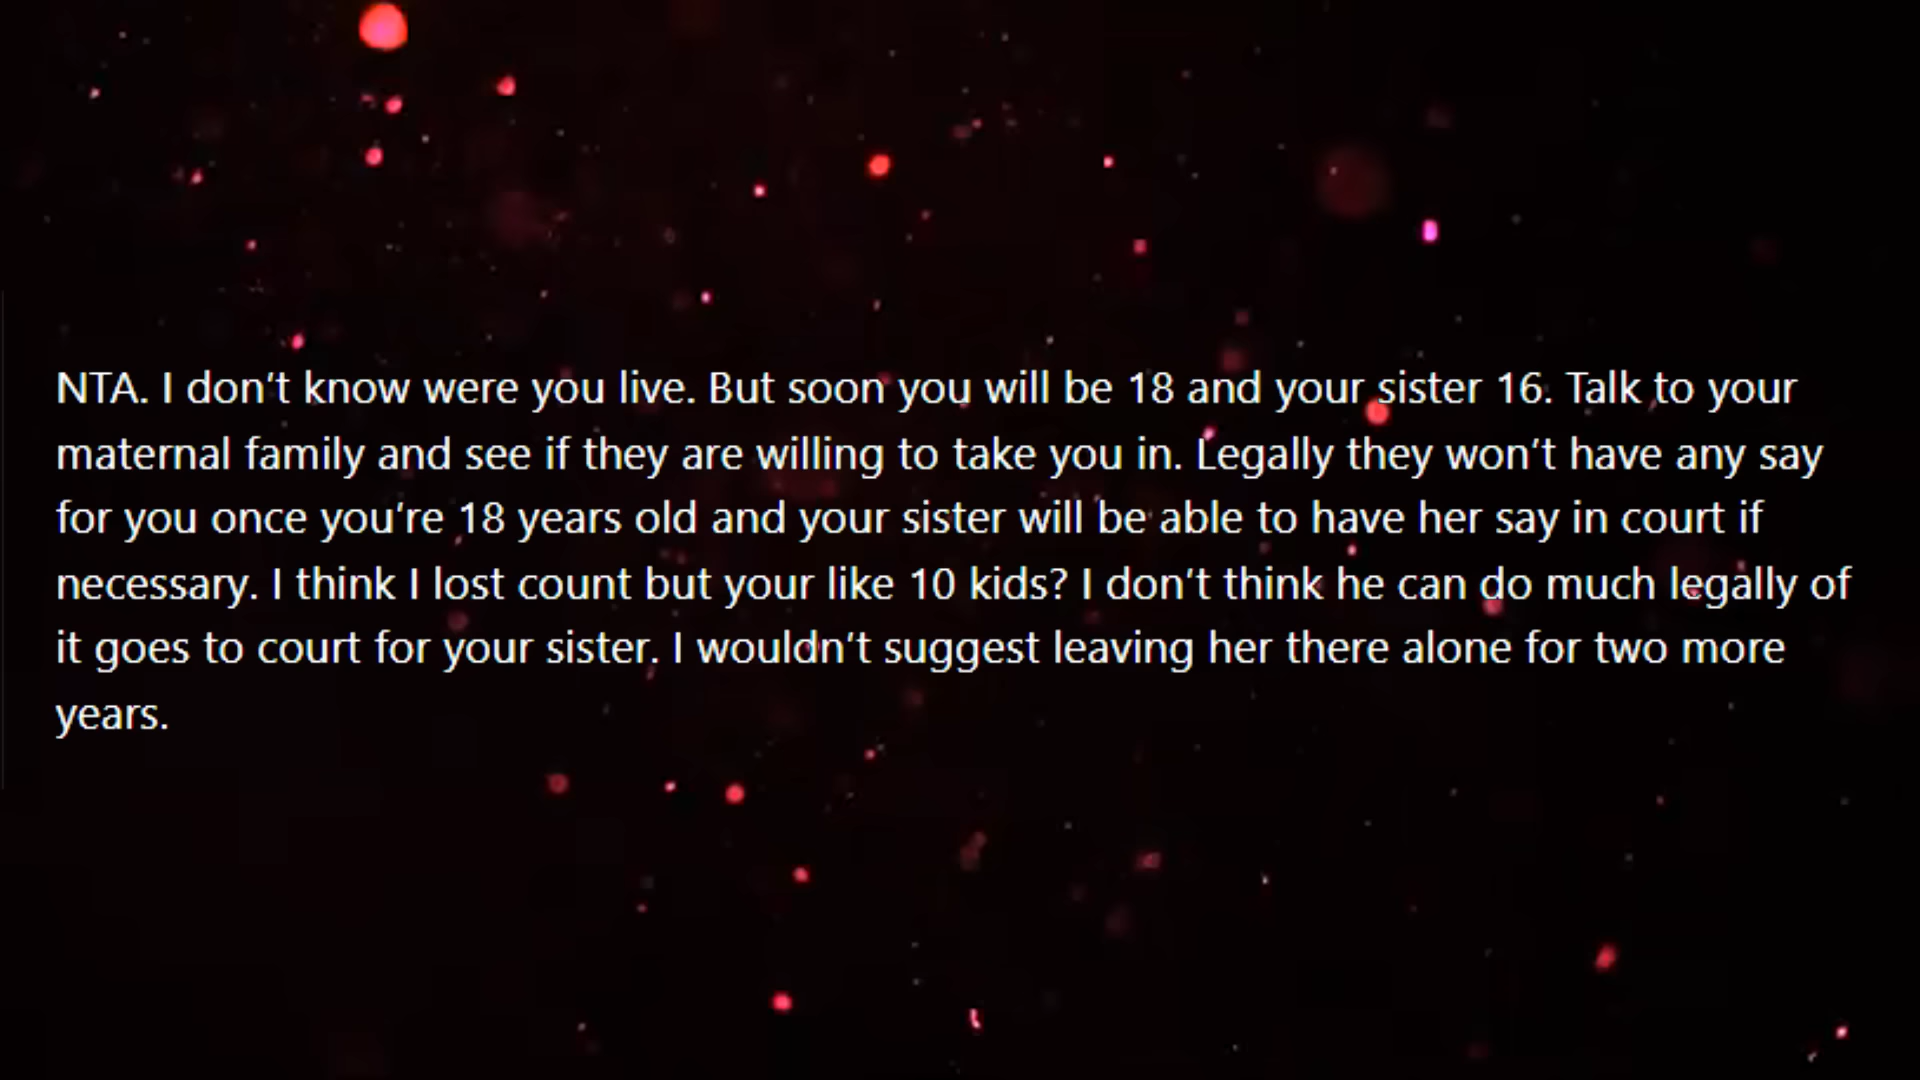 NTA. I don't know were you live. But soon you will be 18 and your sister 16. Talk to your
maternal family and see if they are willing to take you in. Legally they won't have any say
for you once you're 18 years old and your sister will be able to have her say in court if
necessary. I think I lost count but your like 10 kids? I don't think he can do much legally of
it goes to court for your sister. I wouldn't suggest leaving her there alone for two more
years.